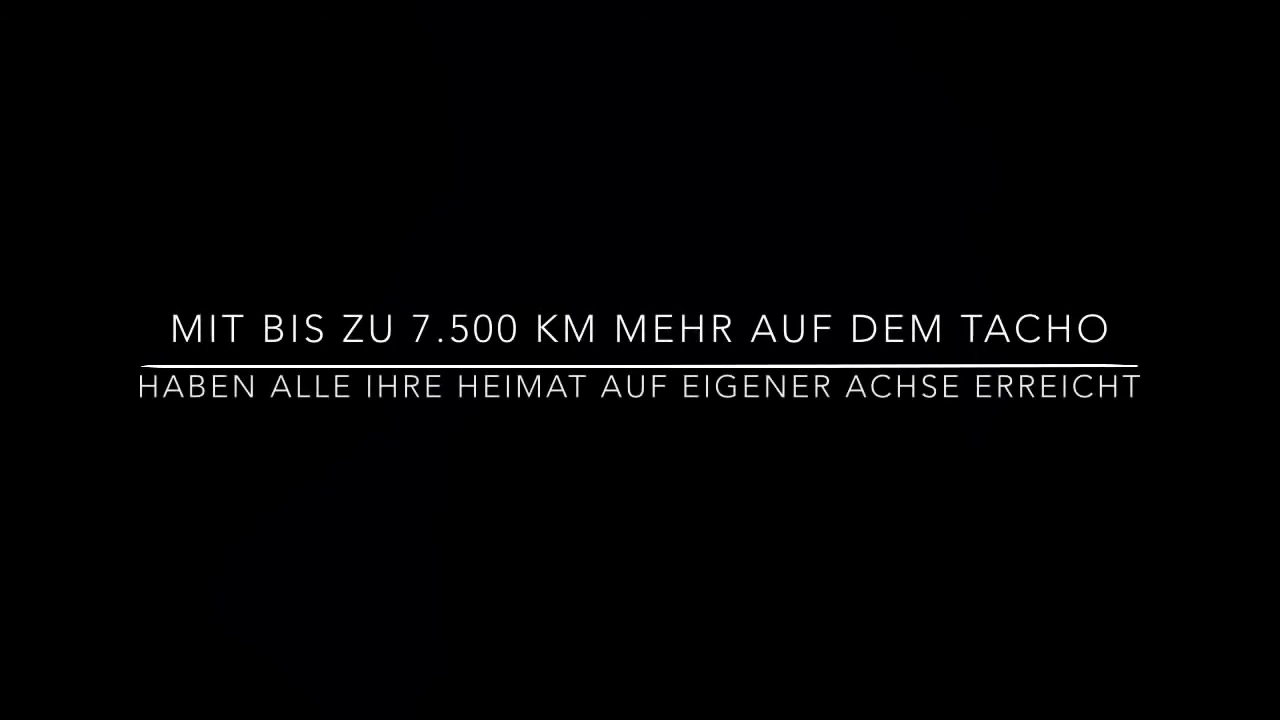 MIT BIS ZU 7.500 KM MEHR AUF DEM TACHO
HABEN ALLE IHRE HEIMAT AUF EIGENER ACHSE ERREICHT